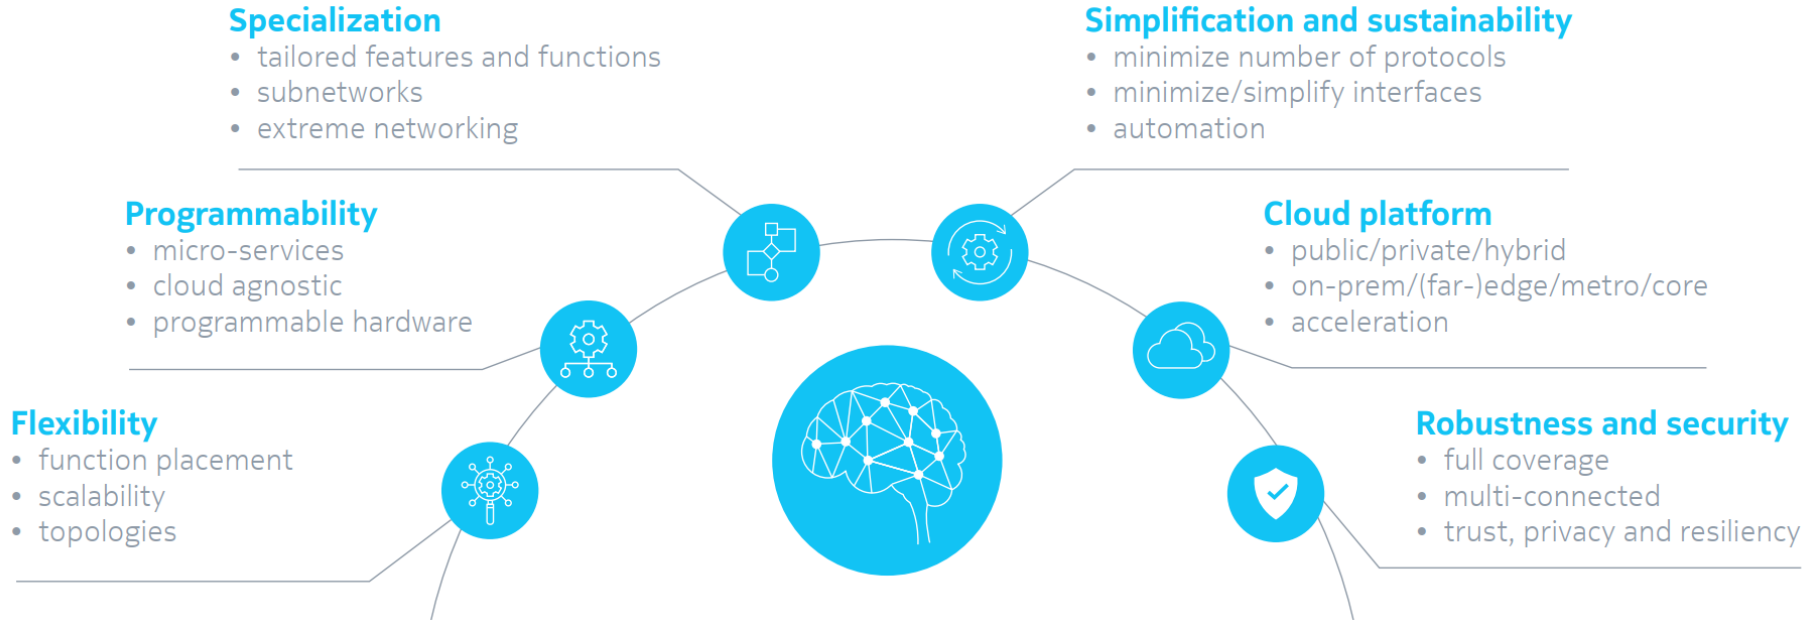 Specialization
• tailored features and functions
• subnetworks
• extreme networking
Simplification and sustainability
• minimize number of protocols
• minimize/simplify interfaces
• automation
Programmability
• micro-services
• cloud agnostic
• programmable hardware
Cloud platform
• public/private/hybrid
• on-prem/(far-)edge/metro/core
• acceleration
Flexibility
• function placement
• scalability
• topologies
Robustness and security
• full coverage
• multi-connected
• trust, privacy and resiliency